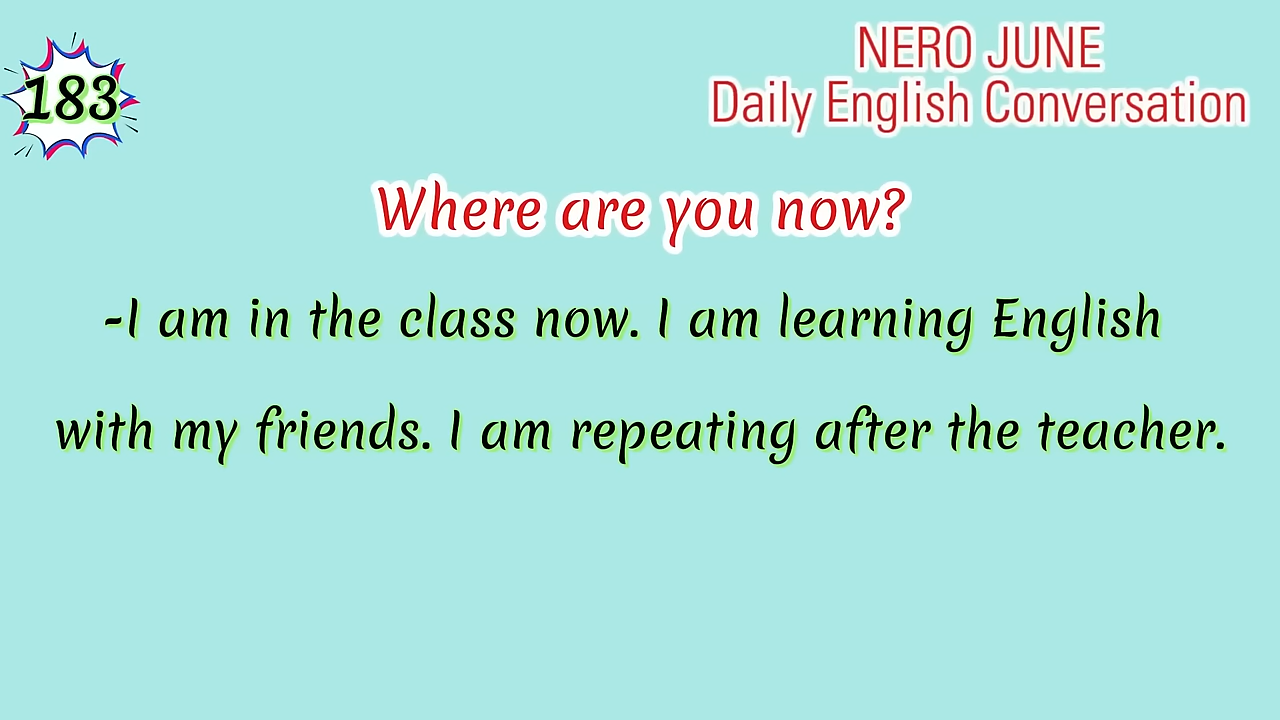 183
NERO JUNE
Daily English Conversation
Where are you now?
-I am in the class now. I am learning English
with my friends. I am repeating after the teacher.